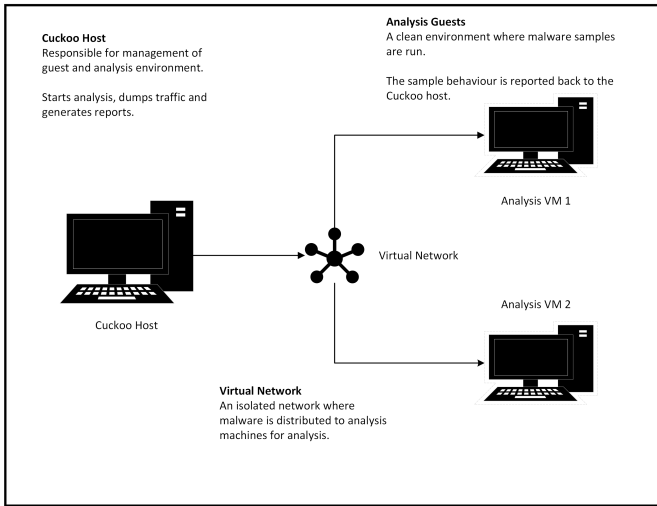 Cuckoo Host
Responsible for management of
guest and analysis environment.
Starts analysis, dumps traffic and
generates reports.
Analysis Guests
A clean environment where malware samples
are run.
The sample behaviour is reported back to the
Cuckoo host.
Analysis VM 1
Virtual Network
Cuckoo Host
Analysis VM 2
Virtual Network
An isolated network where
malware is distributed to analysis
machines for analysis.